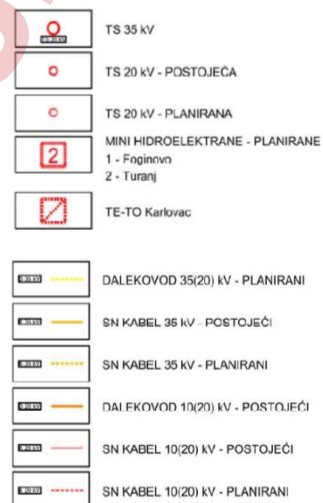 TS 35 kV
TS 20 kV - POSTOJEĆA
TS 20 kV - PLANIRANA
2
MINI HIDROELEKTRANE - PLANIRANE
1 - Foginovo
2 - Turanj
TE-TO Karlovac
DALEKOVOD 35(20) kV - PLANIRANI
SN KABEL 35 kV - POSTOJEĆI
SN KABEL 35 kV - PLANIRANI
DALEKOVOD 10(20) kV - POSTOJEĆI
SN KABEL 10(20) kV - POSTOJEĆI
SN KABEL 10(20) kV - PLANIRANI